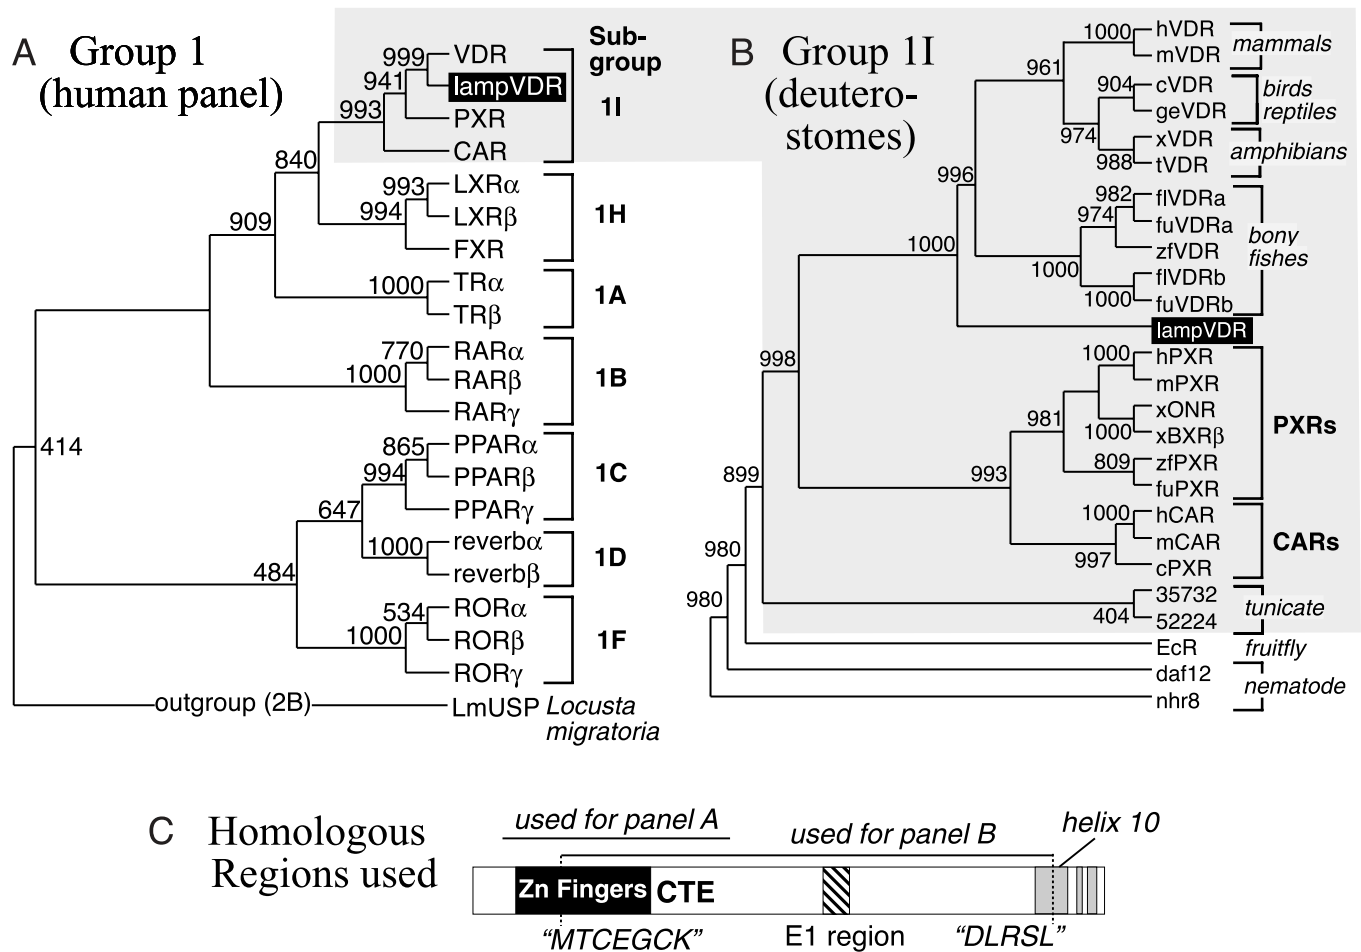 A Group 1
(human panel)
Sub-
group
999 VDR
941 lampVDR
1I
993 PXR
CAR
840
993 LXRα
994 LXRβ
1H
FXR
909
1000 TRα
1A
TRβ
770 RARα
1000 RARβ
1B
RARγ
414
865 PPARα
994 PPARβ
1C
647 PPARγ
1000 reverbα
1D
reverbβ
484
534 RORα
1000 RORβ
1F
RORγ
outgroup (2B) LmUSP Locusta
migratoria
B Group 1I
(deutero-
stomes)
1000 hVDR
mVDR
mammals
961
904 cVDR
geVDR
birds
reptiles
974 xVDR
988 tVDR
amphibians
996
982 flVDRa
974 fuVDRa
zfVDR
bony
fishes
1000
1000 flVDRb
1000 fuVDRb
lampVDR
998
1000 hPXR
mPXR
981 xONR
1000 xBXRβ
PXRs
809 zfPXR
fuPXR
993
899
1000 hCAR
mCAR
CARs
997 cPXR
980
35732
404 52224
tunicate
980
EcR fruitfly
daf12
nematode
nhr8
C Homologous
Regions used
used for panel A
used for panel B
helix 10
Zn Fingers CTE
“MTCEGCK” E1 region “DLRSL”